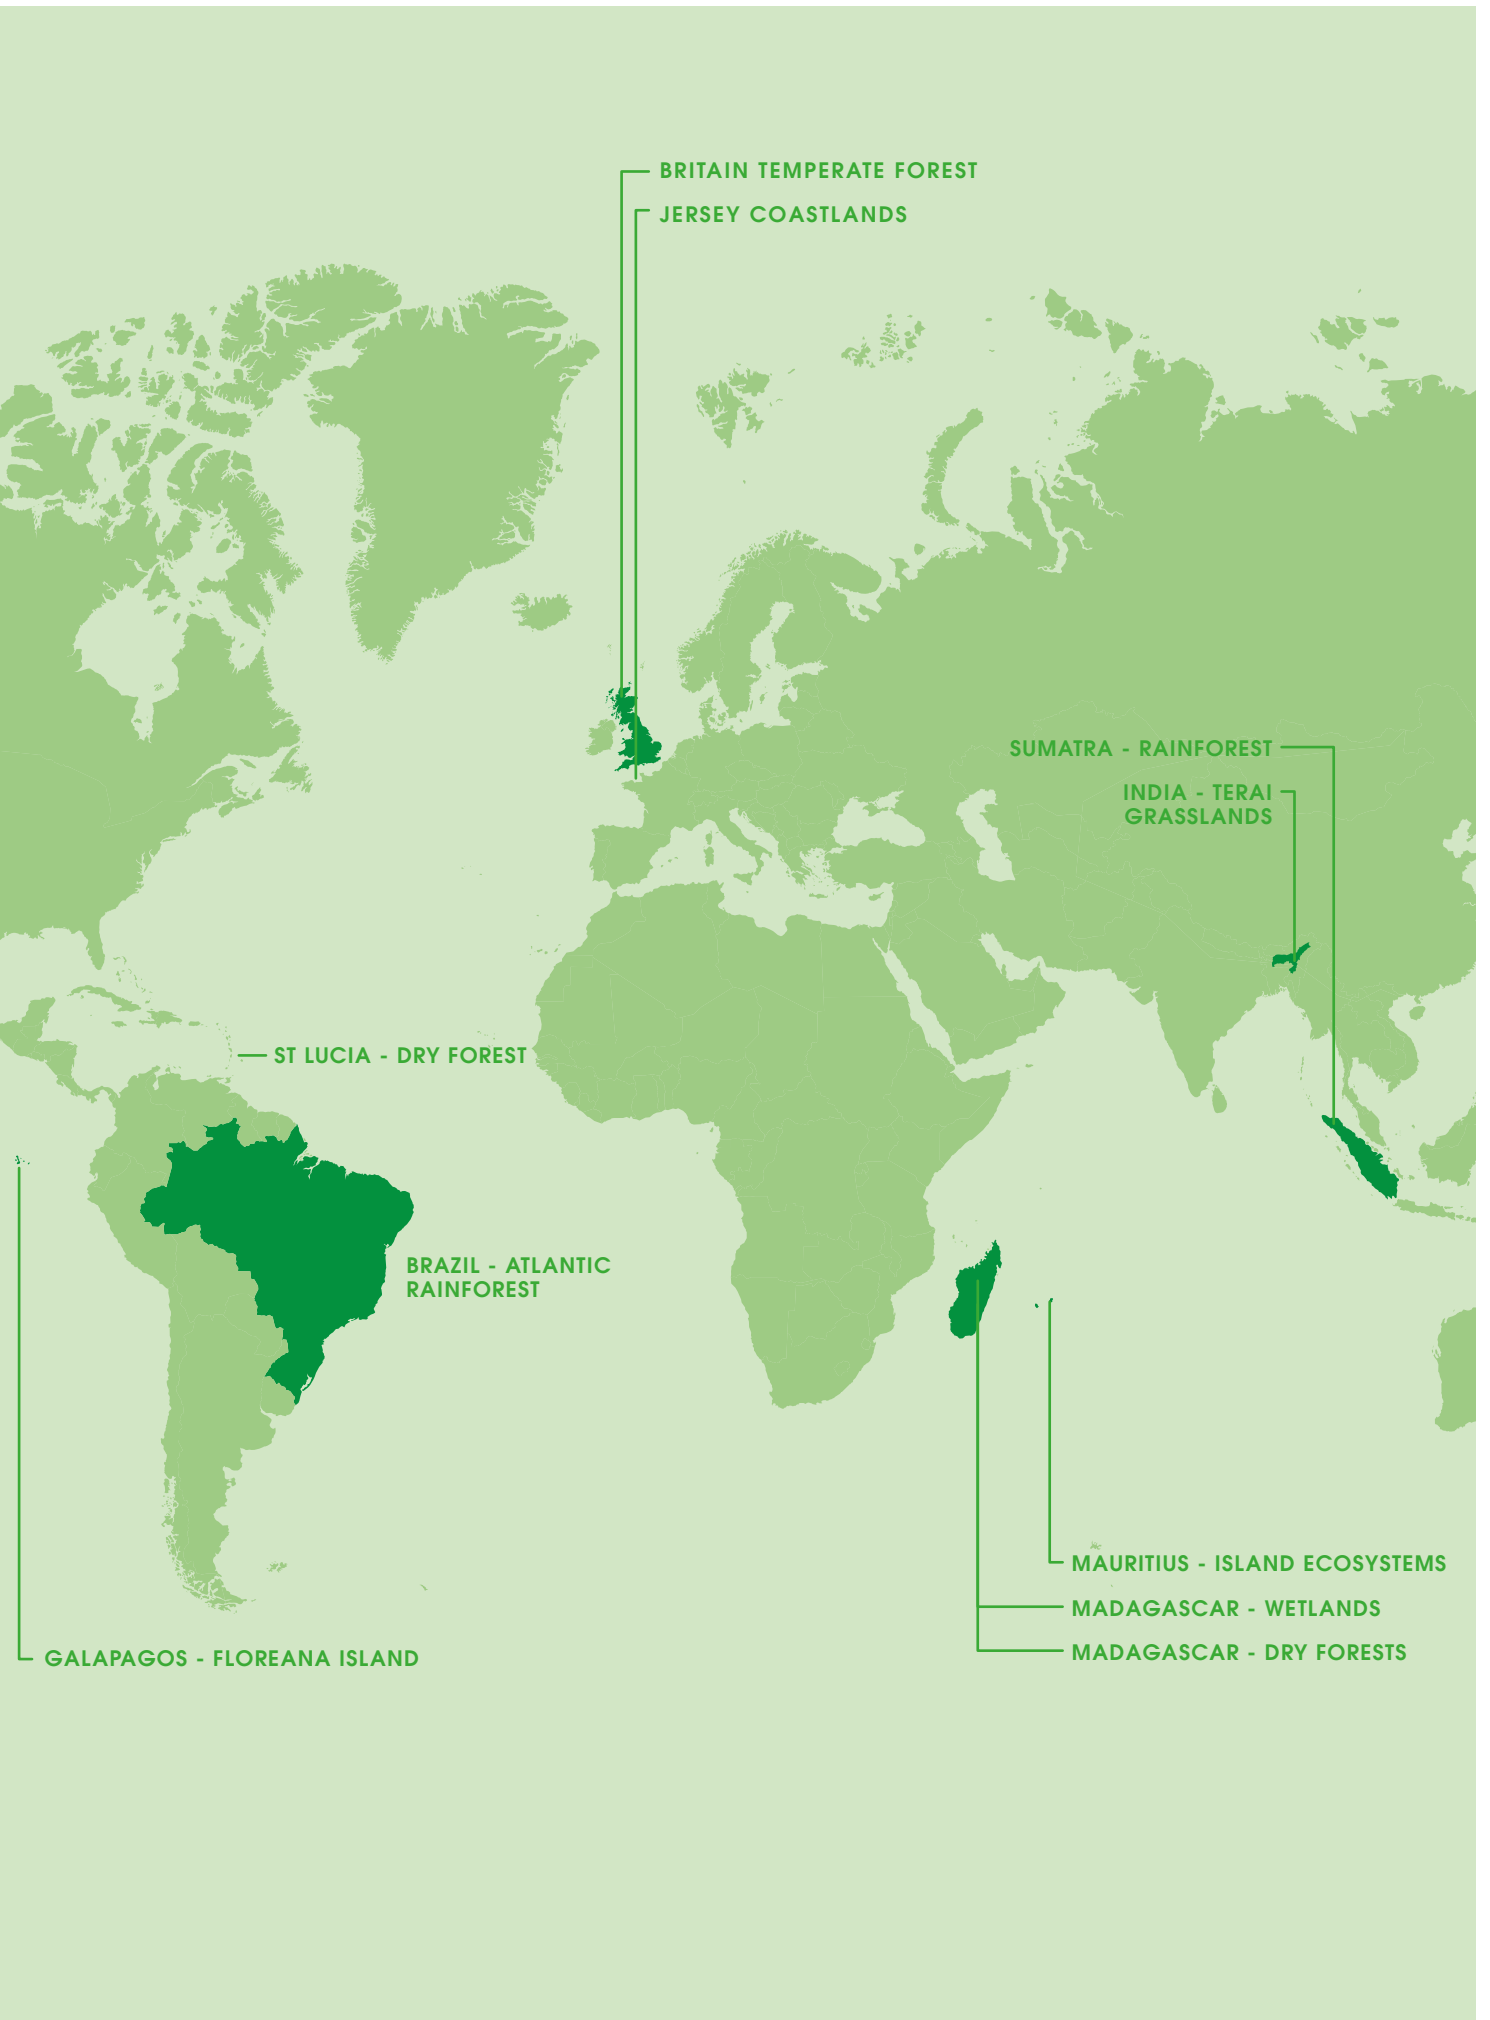 BRITAIN TEMPERATE FOREST
JERSEY COASTLANDS
SUMATRA - RAINFOREST
INDIA - TERAI
GRASSLANDS
ST LUCIA - DRY FOREST
BRAZIL - ATLANTIC
RAINFOREST
MAURITIUS - ISLAND ECOSYSTEMS
MADAGASCAR - WETLANDS
MADAGASCAR - DRY FORESTS
GALAPAGOS - FLOREANA ISLAND